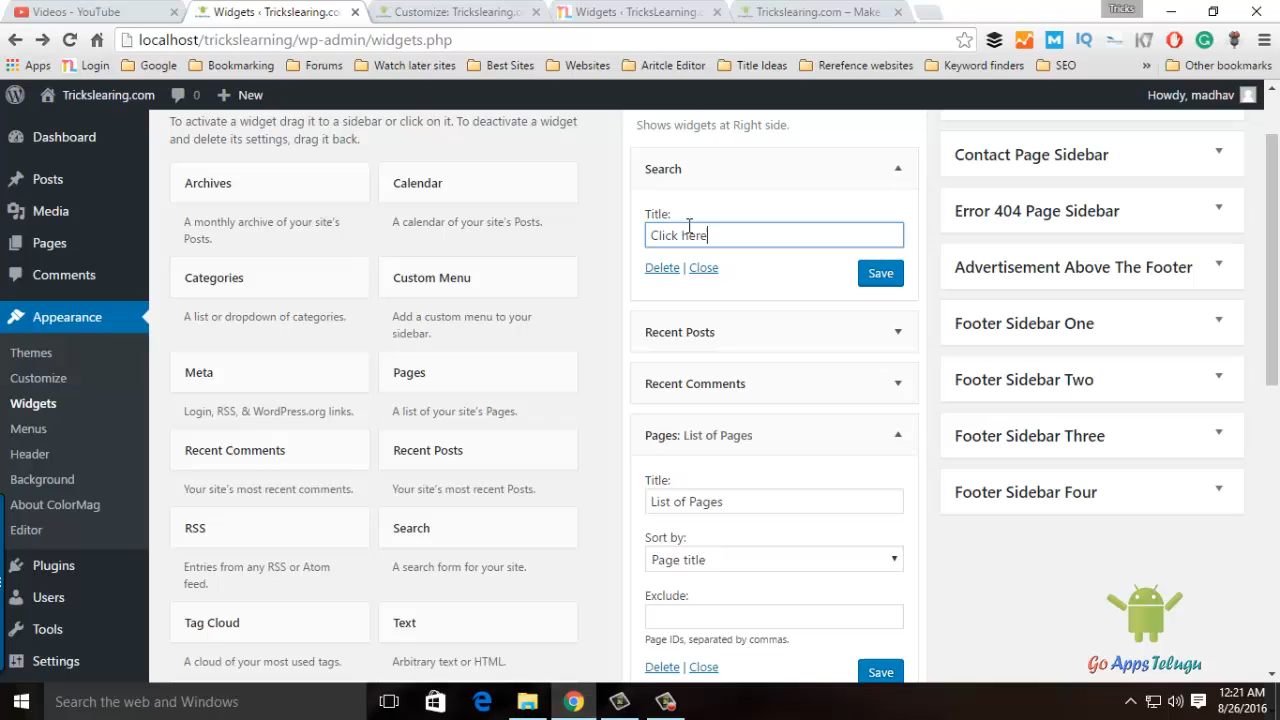 Videos - YouTube
Widgets ‹ Trickslearing.co
Customize: Trickslearing.c
Widgets ‹ TricksLearning.
Trickslearing.com – Make
Tricks
localhost/trickslearning/wp-admin/widgets.php
Apps
Login
Google
Bookmarking
Forums
Watch later sites
Best Sites
Websites
Aritcle Editor
Title Ideas
Rerefence websites
Keyword finders
SEO
»
Other bookmarks
Trickslearing.com
0
New
Howdy, madhav
Dashboard
Posts
Media
Pages
Comments
Appearance
Themes
Customize
Widgets
Menus
Header
Background
About ColorMag
Editor
Plugins
Users
Tools
Settings
To activate a widget drag it to a sidebar or click on it. To deactivate a widget
and delete its settings, drag it back.
Archives
A monthly archive of your site's
Posts.
Calendar
A calendar of your site's Posts.
Categories
A list or dropdown of categories.
Custom Menu
Add a custom menu to your
sidebar.
Meta
Login, RSS, & WordPress.org links.
Pages
A list of your site's Pages.
Recent Comments
Your site's most recent comments.
Recent Posts
Your site's most recent Posts.
RSS
Entries from any RSS or Atom
feed.
Search
A search form for your site.
Tag Cloud
A cloud of your most used tags.
Text
Arbitrary text or HTML.
Shows widgets at Right side.
Search
Title:
Click here
Delete | Close
Save
Recent Posts
Recent Comments
Pages: List of Pages
Title:
List of Pages
Sort by:
Page title
Exclude:
Page IDs, separated by commas.
Delete | Close
Save
Contact Page Sidebar
Error 404 Page Sidebar
Advertisement Above The Footer
Footer Sidebar One
Footer Sidebar Two
Footer Sidebar Three
Footer Sidebar Four
Go Apps Telugu
Search the web and Windows
12:21 AM
8/26/2016